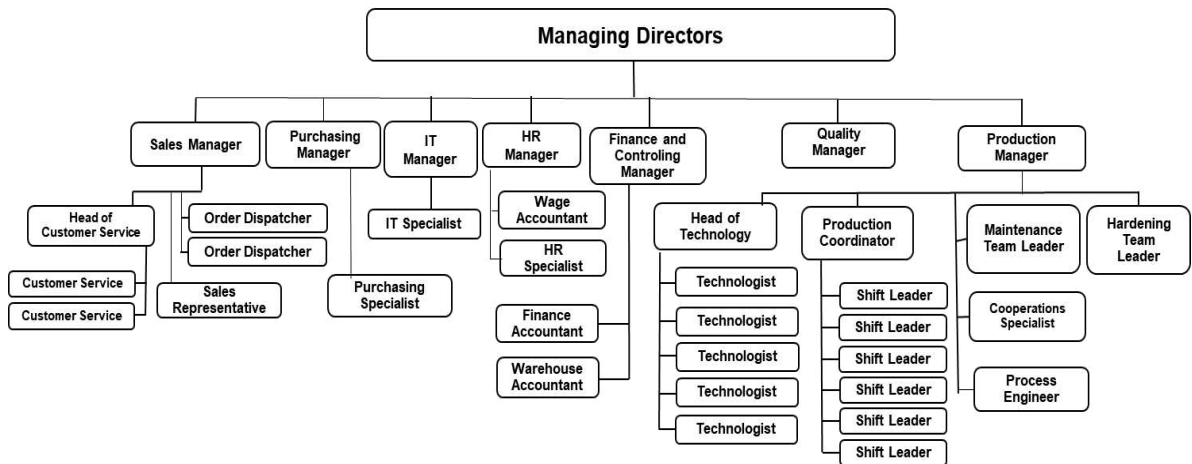 Managing Directors
Sales Manager
Purchasing
Manager
IT
Manager
HR
Manager
Finance and
Controling
Manager
Quality
Manager
Production
Manager
Head of
Customer Service
Customer Service
Customer Service
Order Dispatcher
Order Dispatcher
Sales
Representative
Purchasing
Specialist
IT Specialist
Wage
Accountant
HR
Specialist
Finance
Accountant
Warehouse
Accountant
Head of
Technology
Technologist
Technologist
Technologist
Technologist
Technologist
Production
Coordinator
Shift Leader
Shift Leader
Shift Leader
Shift Leader
Shift Leader
Shift Leader
Maintenance
Team Leader
Cooperations
Specialist
Process
Engineer
Hardening
Team
Leader